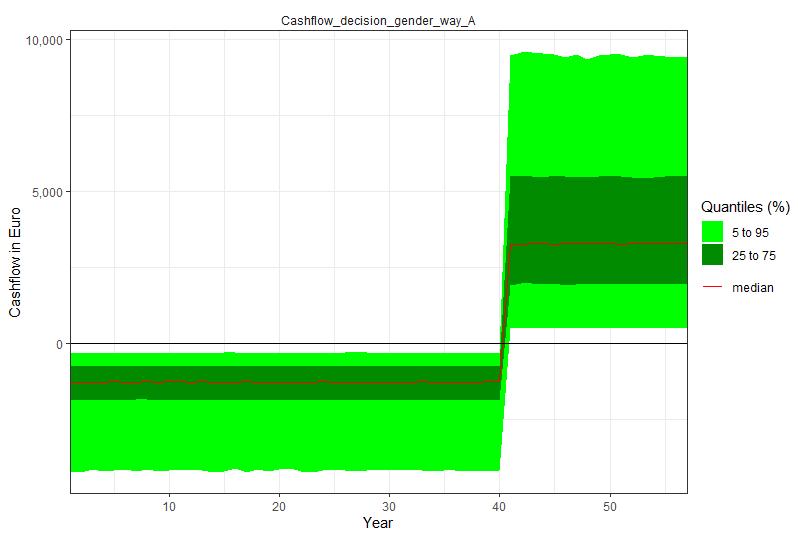 Cashflow_decision_gender_way_A
10,000
5,000
0
Cashflow in Euro
10 20 30 40 50
Year
Quantiles (%)
5 to 95
25 to 75
median